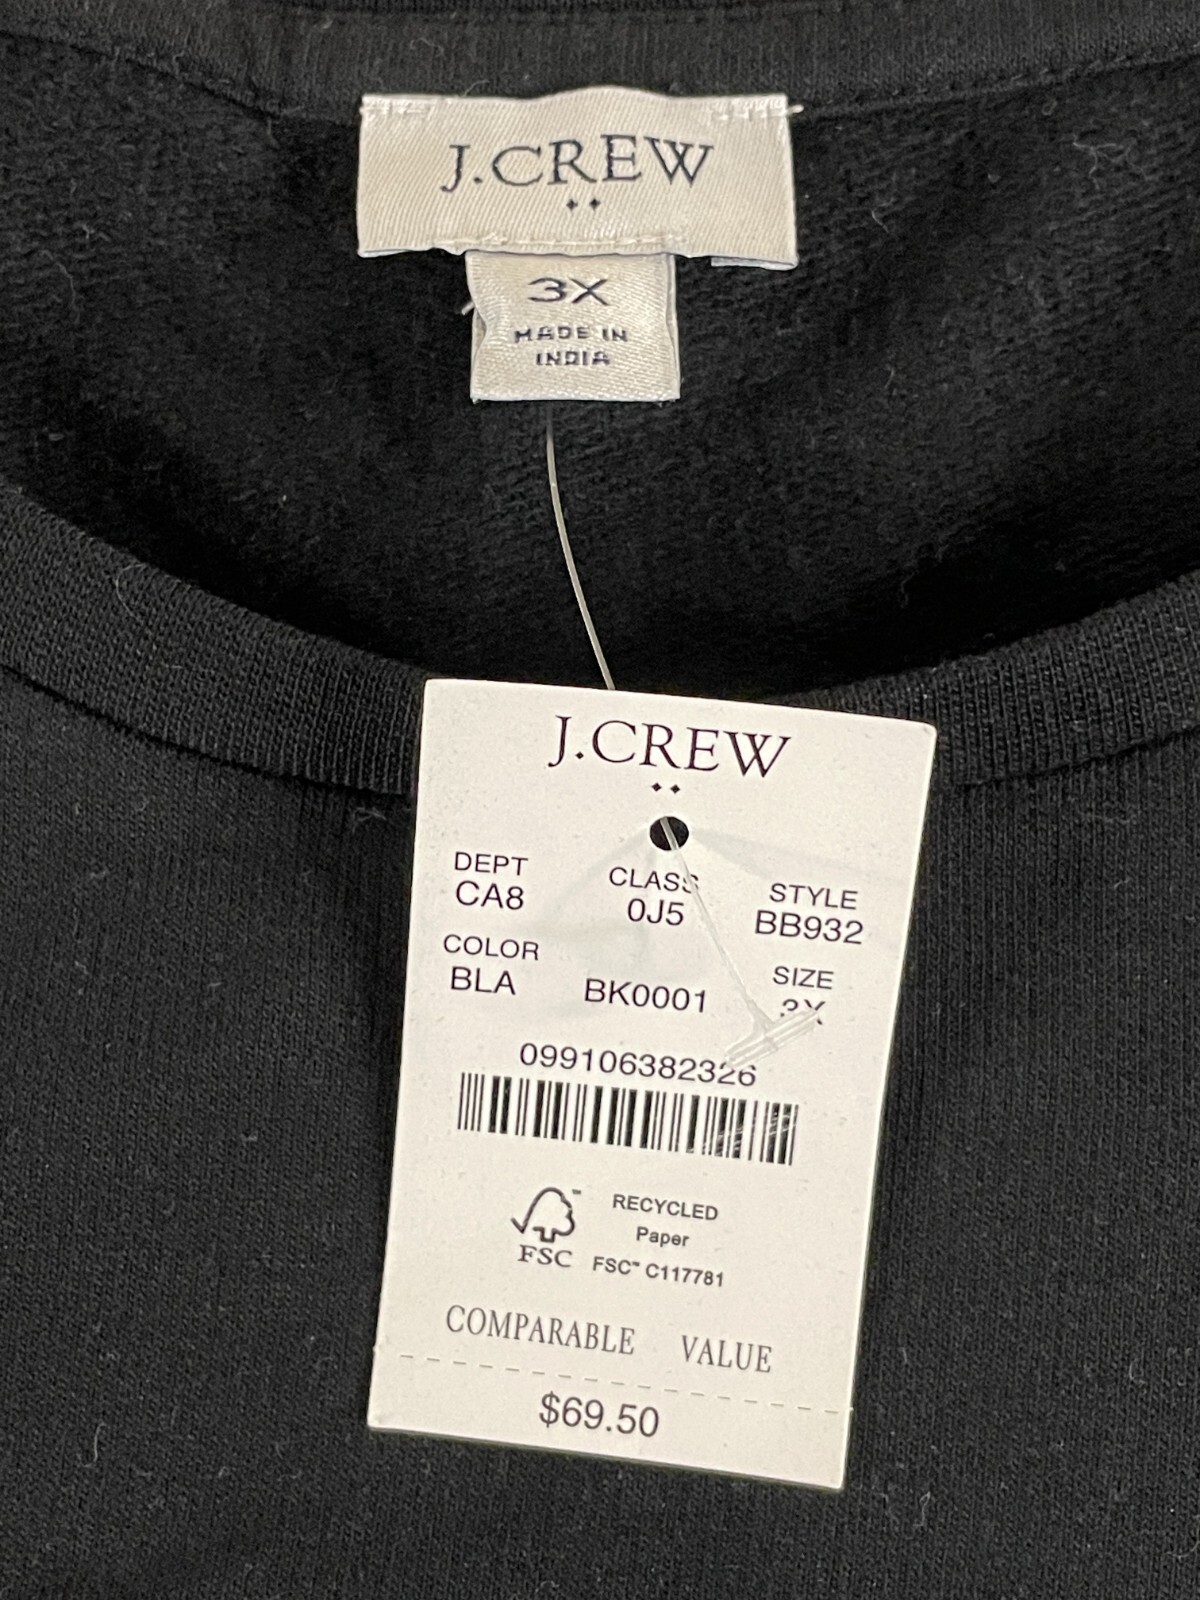 J.CREW
3X
MADE IN
INDIA
J.CREW
DEPT CLASS STYLE
CA8 0J5 BB932
COLOR SIZE
BLA BK0001 3X
099106382326
FSC
RECYCLED
Paper
FSC™ C117781
COMPARABLE VALUE
$69.50